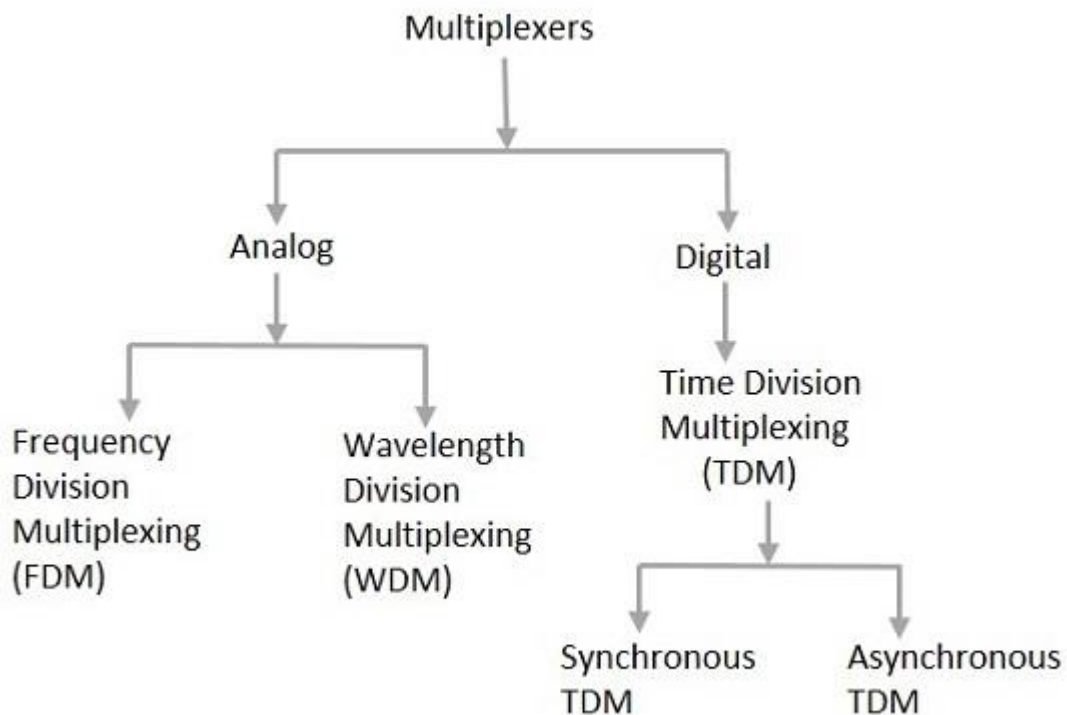 Multiplexers
Analog
Digital
Frequency
Division
Multiplexing
(FDM)
Wavelength
Division
Multiplexing
(WDM)
Time Division
Multiplexing
(TDM)
Synchronous
TDM
Asynchronous
TDM